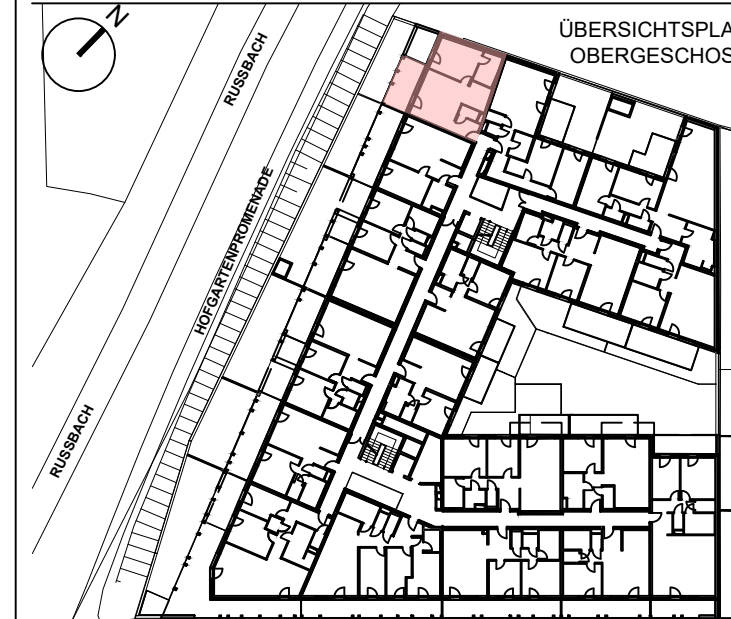 N
ÜBERSICHTSPLA
OBERGESCHOS
RUSSBACH
HOFGARTENPROMENADE
RUSSBACH